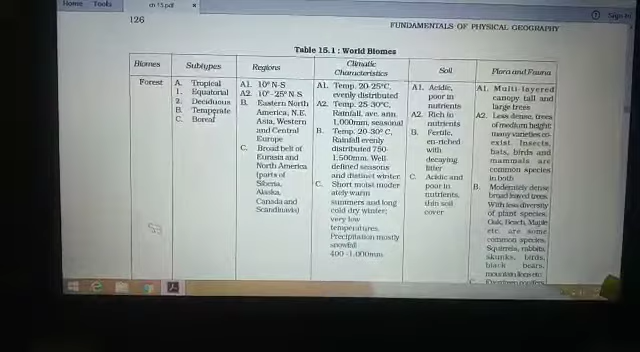 Home Tools ch 15.pdf ×
Sign In
126
FUNDAMENTALS OF PHYSICAL GEOGRAPHY
Table 15.1 : World Biomes
Biomes
Subtypes
Regions
Climatic
Characteristics
Soil
Flora and Fauna
Forest
A. Tropical
1. Equatorial
2. Deciduous
B. Temperate
C. Boreal
A1. 10° N-S
A2. 10°-25° N-S
B. Eastern North
America, N.E.
Asia, Western
and Central
Europe
C. Broad belt of
Eurasia and
North America
(parts of
Siberia,
Alaska,
Canada and
Scandinavia)
A1. Temp. 20-25°C,
evenly distributed
A2. Temp. 25-30°C,
Rainfall, ave. ann.
1,000mm, seasonal
B. Temp. 20-30° C,
Rainfall evenly
distributed 750-
1,500mm, Well-
defined seasons
and distinct winter.
C. Short moist moder
ately warm
summers and long
cold dry winter;
very low
temperatures.
Precipitation mostly
snowfall
400 -1,000mm
A1. Acidic,
poor in
nutrients
A2. Rich in
nutrients
B. Fertile,
en-riched
with
decaying
litter
C. Acidic and
poor in
nutrients,
thin soil
cover
A1. Multi-layered
canopy tall and
large trees
A2. Less dense, trees
of medium height;
many varieties co-
exist. Insects,
bats, birds and
mammals are
common species
in both
B. Moderately dense
broad leaved trees.
With less diversity
of plant species.
Oak, Beach, Maple
etc. are some
common species.
Squirrels, rabbits,
skunks, birds,
black bears,
mountain lions etc.
C. Evergreen conifers